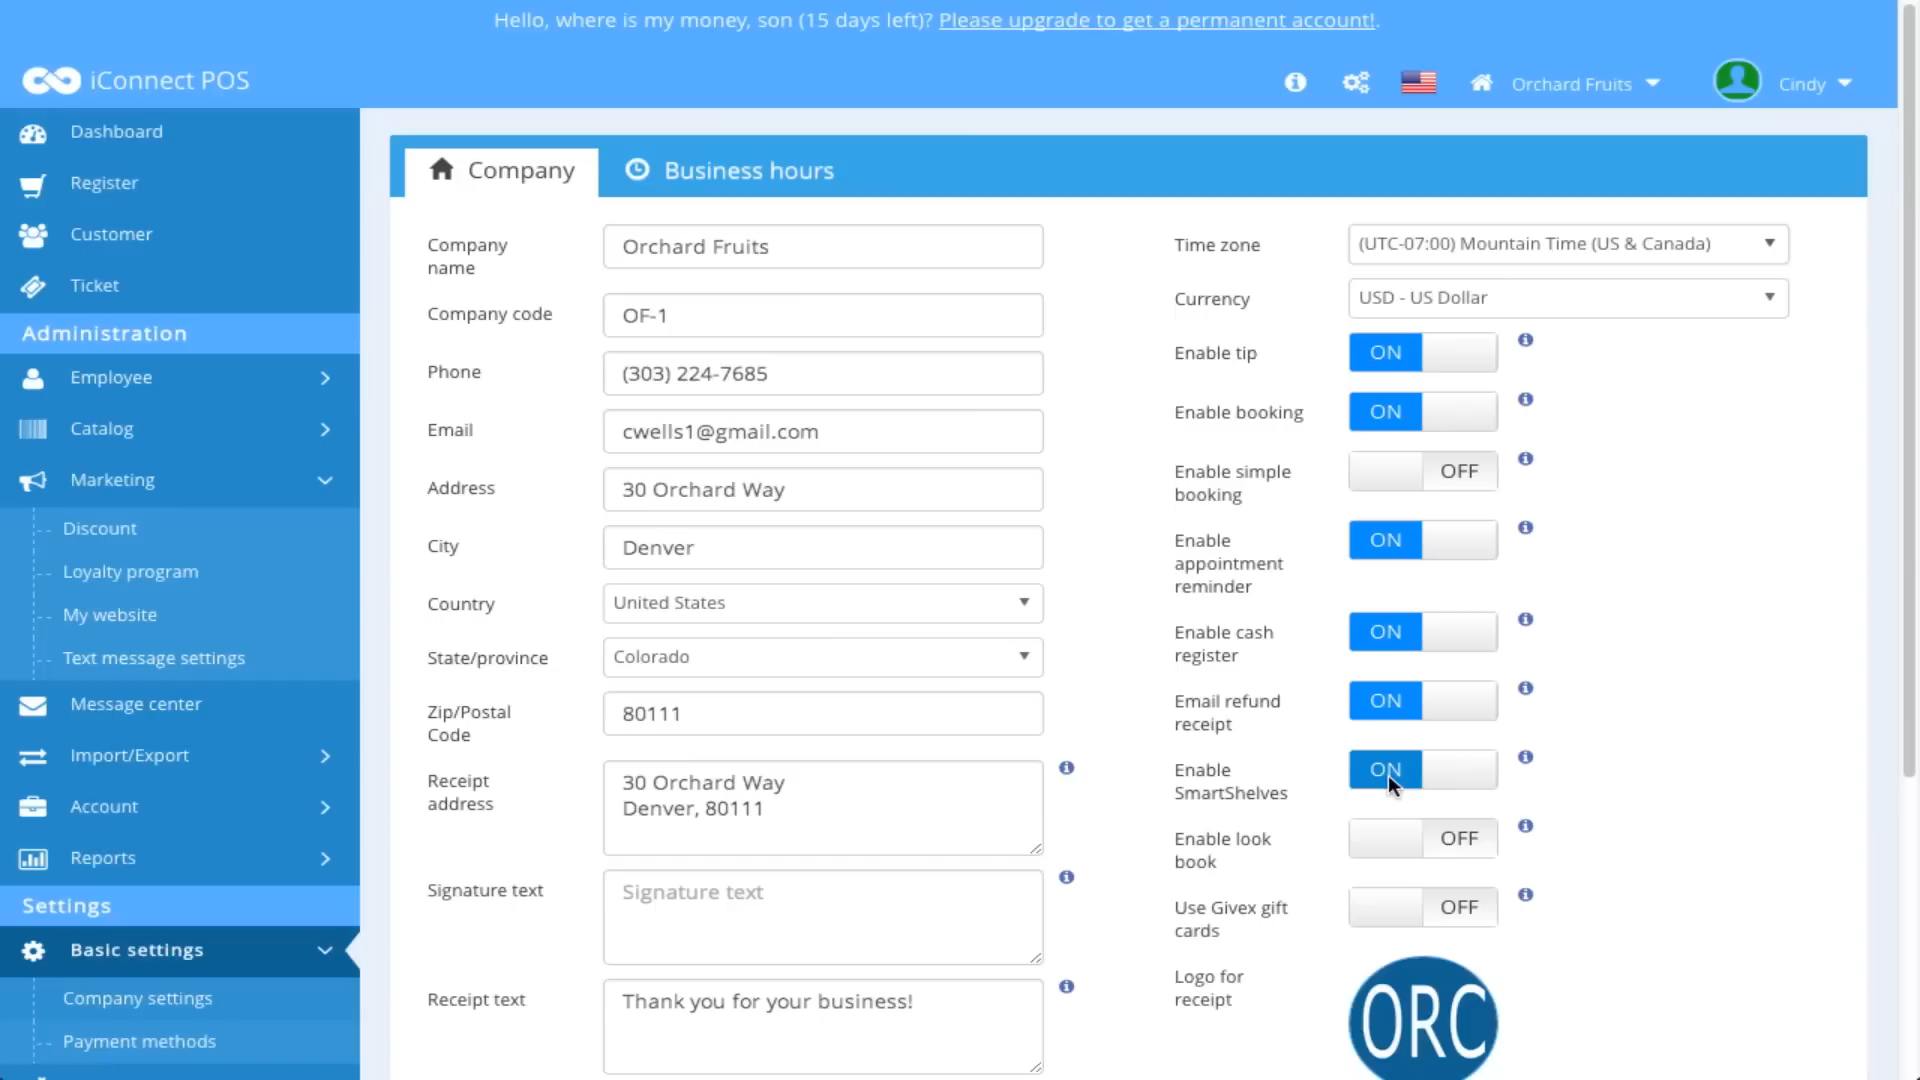 Hello, where is my money, son (15 days left)? Please upgrade to get a permanent account!.
iConnect POS
Orchard Fruits
Cindy
Dashboard
Register
Customer
Ticket
Administration
Employee
Catalog
Marketing
Discount
Loyalty program
My website
Text message settings
Message center
Import/Export
Account
Reports
Settings
Basic settings
Company settings
Payment methods
Company
Business hours
Company
name
Orchard Fruits
Company code
OF-1
Phone
(303) 224-7685
Email
cwells1@gmail.com
Address
30 Orchard Way
City
Denver
Country
United States
State/province
Colorado
Zip/Postal
Code
80111
Receipt
address
30 Orchard Way
Denver, 80111
Signature text
Signature text
Receipt text
Thank you for your business!
Time zone
(UTC-07:00) Mountain Time (US & Canada)
Currency
USD - US Dollar
Enable tip
ON
Enable booking
ON
Enable simple
booking
OFF
Enable
appointment
reminder
ON
Enable cash
register
ON
Email refund
receipt
ON
Enable
SmartShelves
ON
Enable look
book
OFF
Use Givex gift
cards
OFF
Logo for
receipt
ORC